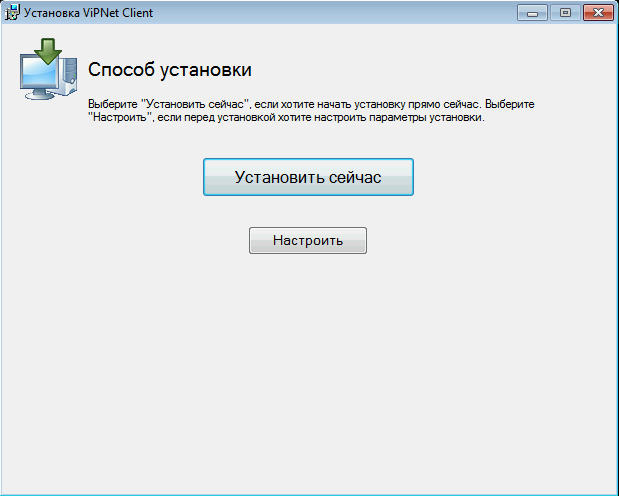 Установка ViPNet Client
Способ установки
Выберите "Установить сейчас", если хотите начать установку прямо сейчас. Выберите
"Настроить", если перед установкой хотите настроить параметры установки.
Установить сейчас
Настроить